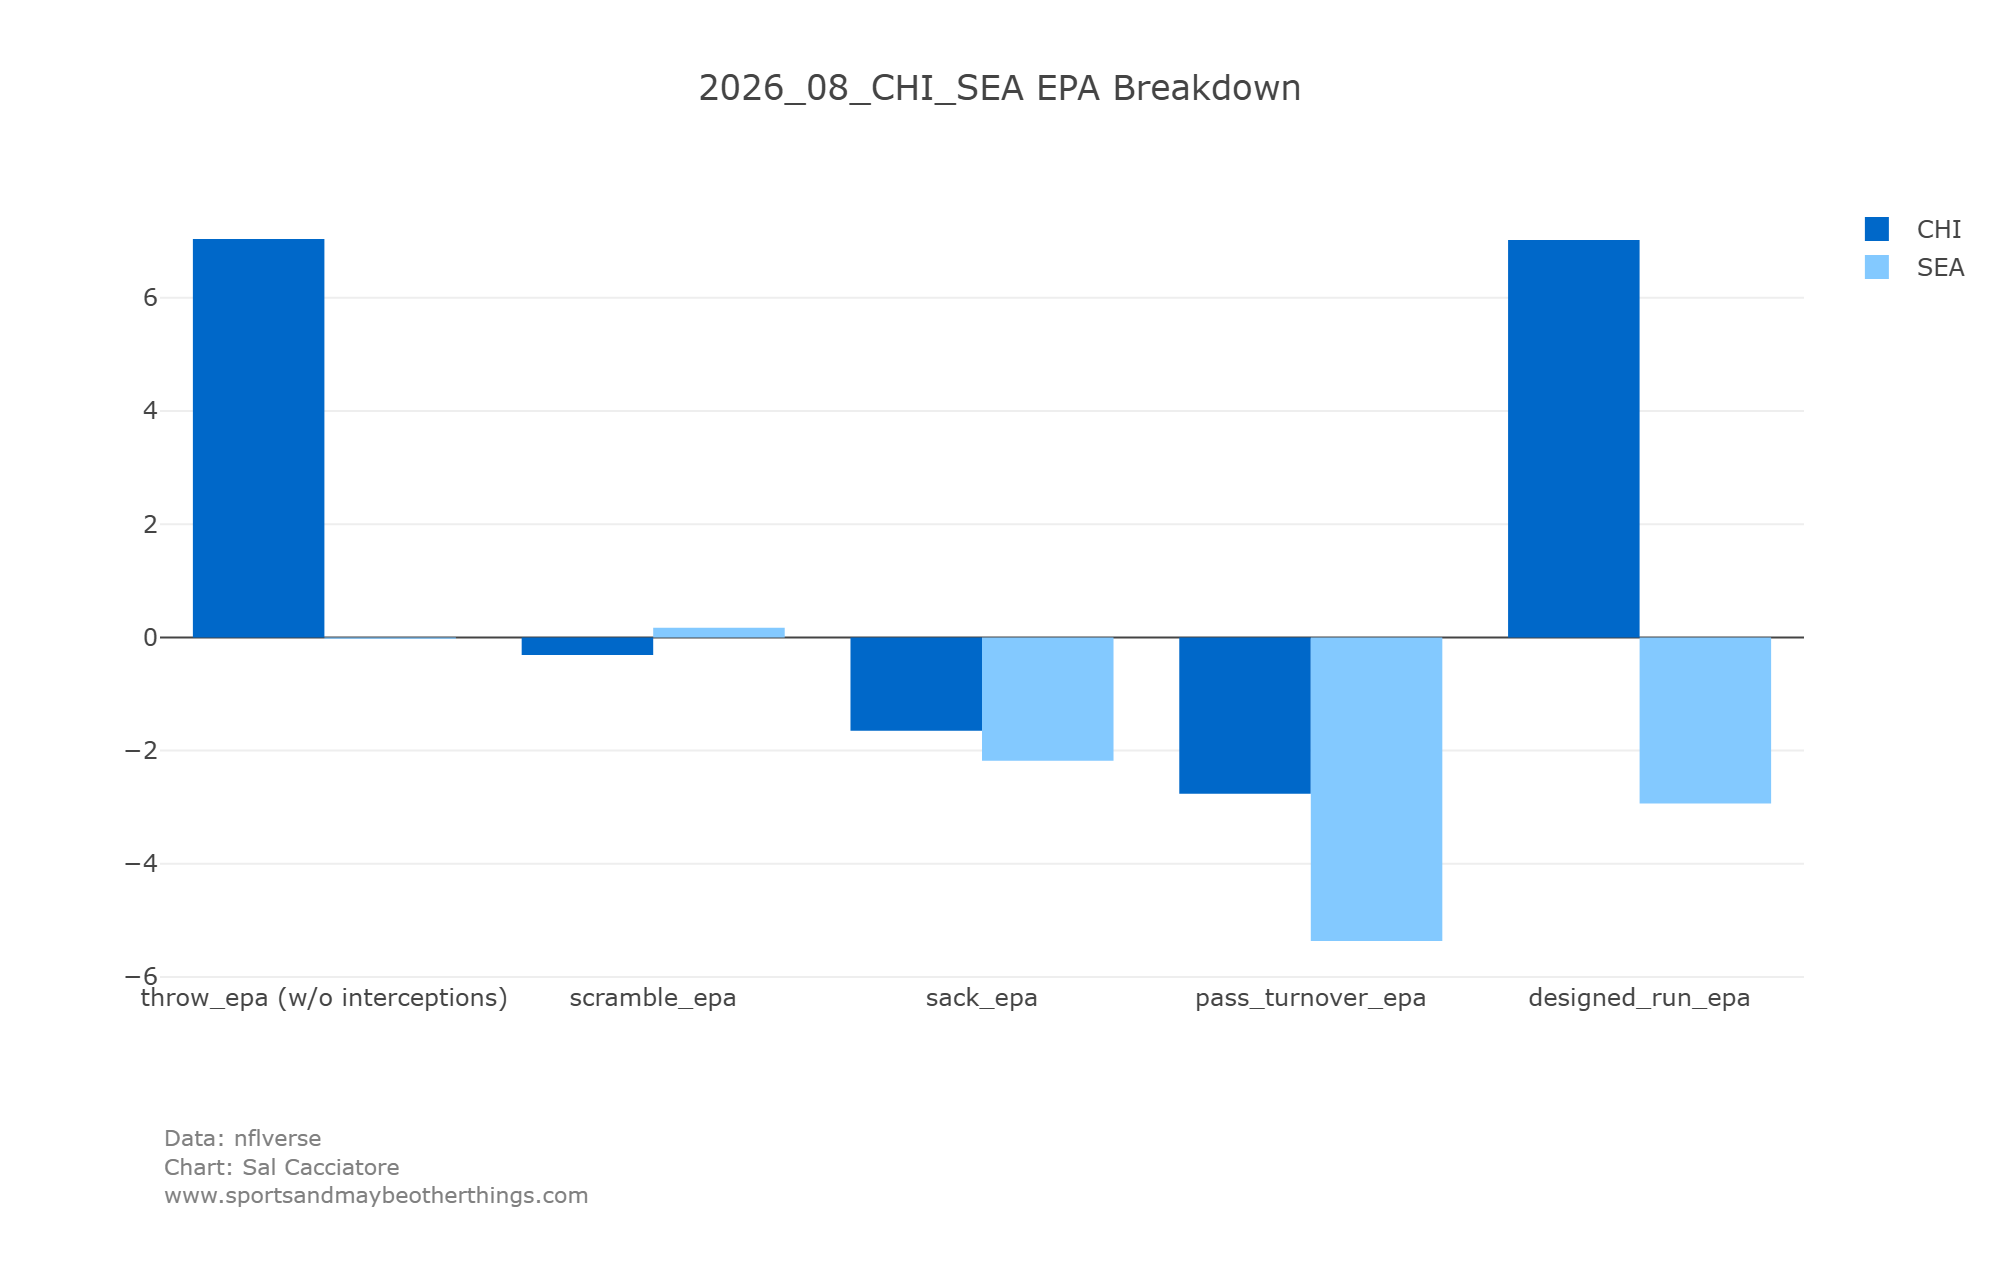 2026_08_CHI_SEA EPA Breakdown
CHI
SEA
6
4
2
0
−2
−4
−6
throw_epa (w/o interceptions) scramble_epa sack_epa pass_turnover_epa designed_run_epa
Data: nflverse
Chart: Sal Cacciatore
www.sportsandmaybeotherthings.com